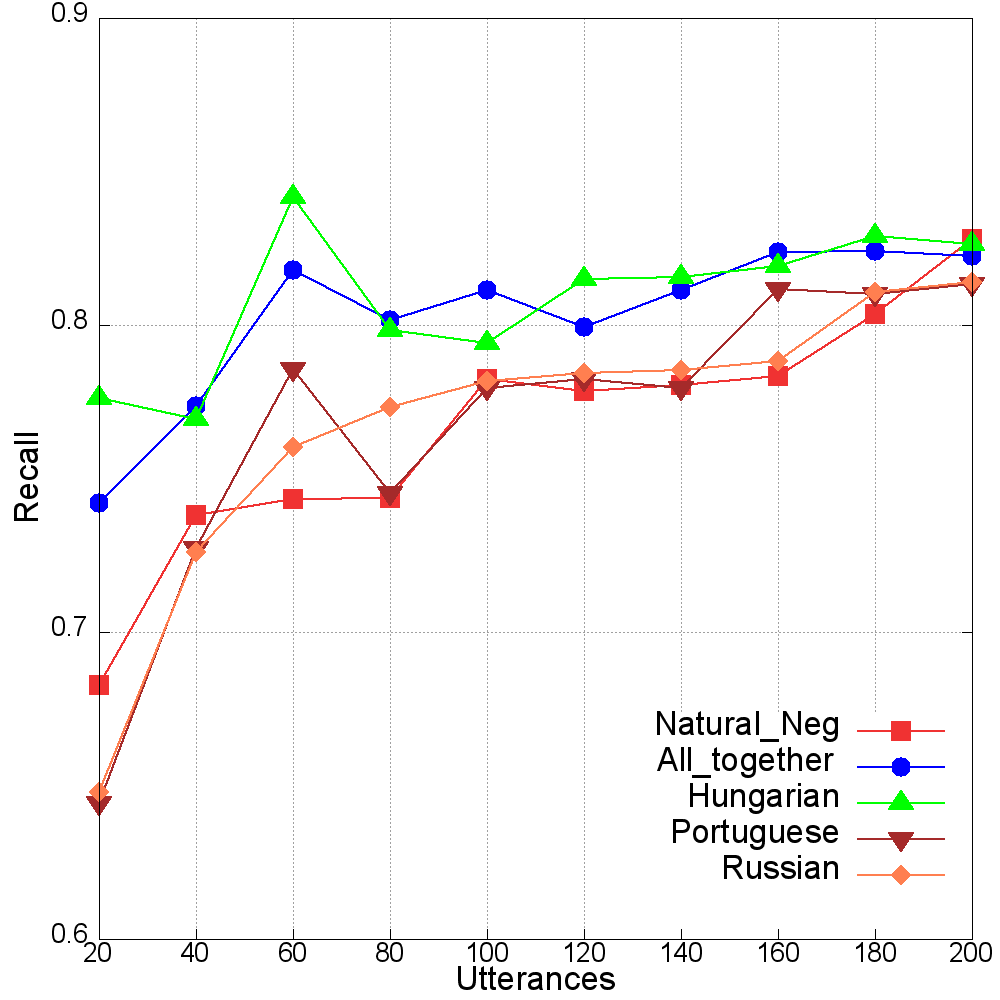 0.9
0.8
0.7
0.6
Recall
Natural_Neg
All_together
Hungarian
Portuguese
Russian
20 40 60 80 100 120 140 160 180 200
Utterances